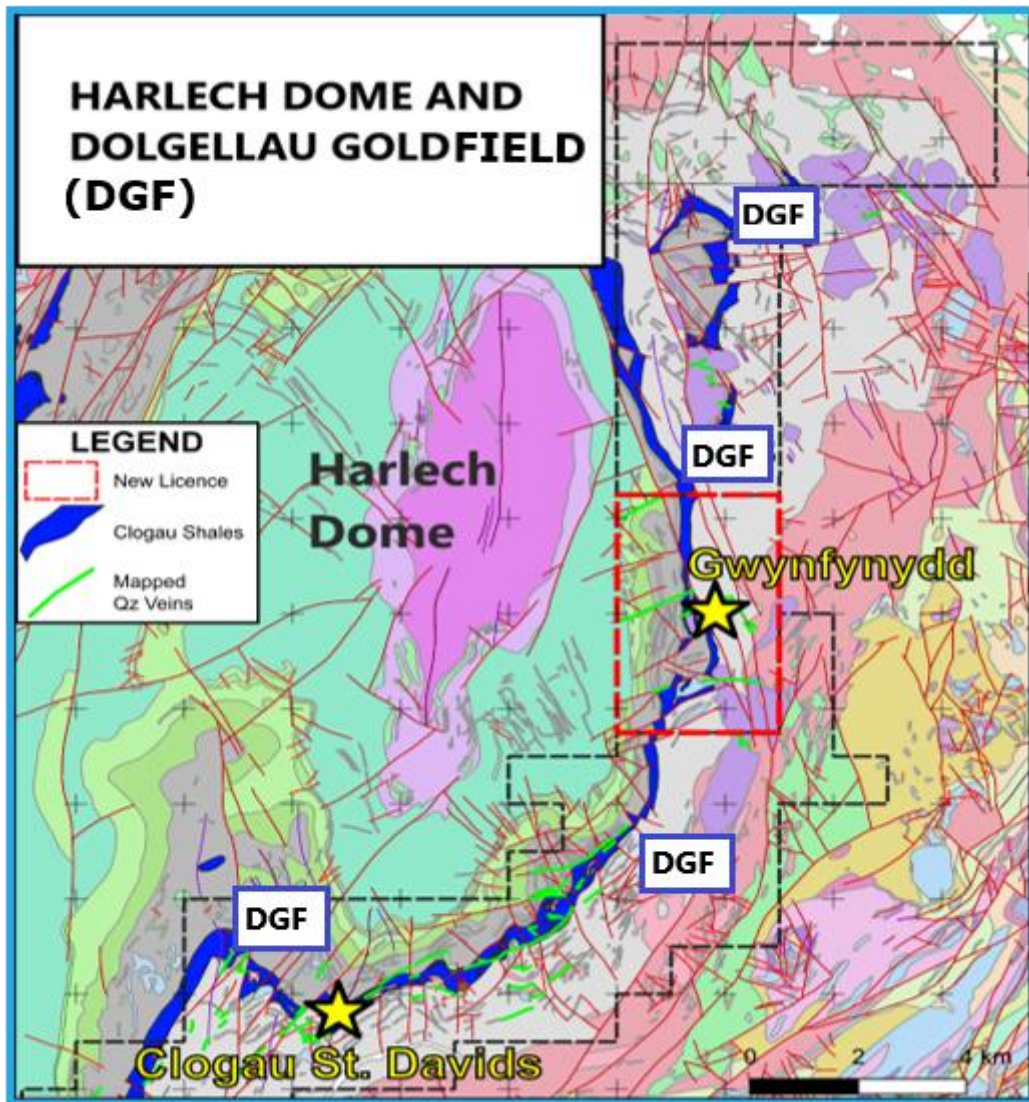 HARLECH DOME AND
DOLGELLAU GOLDFIELD
(DGF)
DGF
DGF
LEGEND
New Licence
Clogau Shales
Mapped
Qz Veins
Harlech
Dome
Gwynfynydd
DGF
DGF
Clogau St. Davids
0 2 4 km